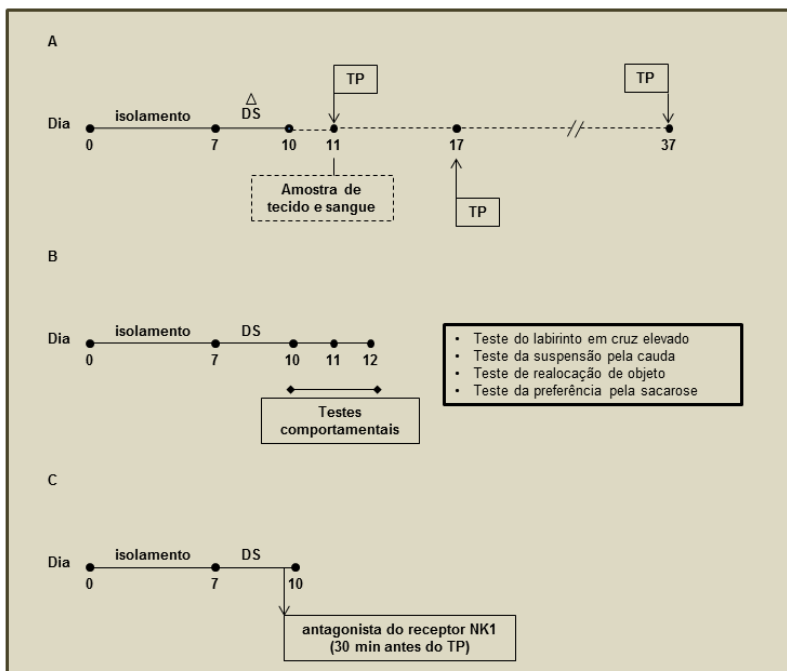 A
TP
TP
△
DS
isolamento
Dia
0
7
10
11
17
37
Amostra de
tecido e sangue
TP
B
Dia
isolamento
DS
0
7
10
11
12
Testes
comportamentais
• Teste do labirinto em cruz elevado
• Teste da suspensão pela cauda
• Teste de realocação de objeto
• Teste da preferência pela sacarose
C
Dia
isolamento
DS
0
7
10
antagonista do receptor NK1
(30 min antes do TP)